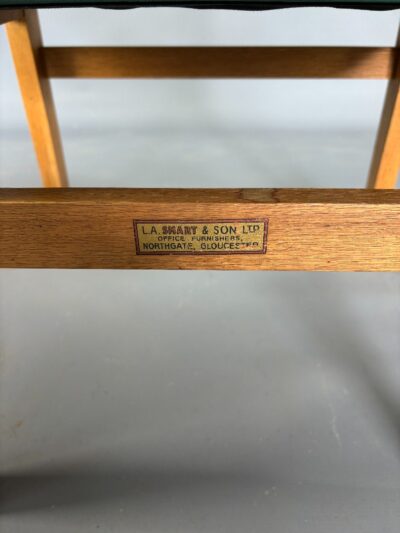 L.A. SMART & SON LTD
OFFICE FURNISHERS,
NORTHGATE, GLOUCESTER